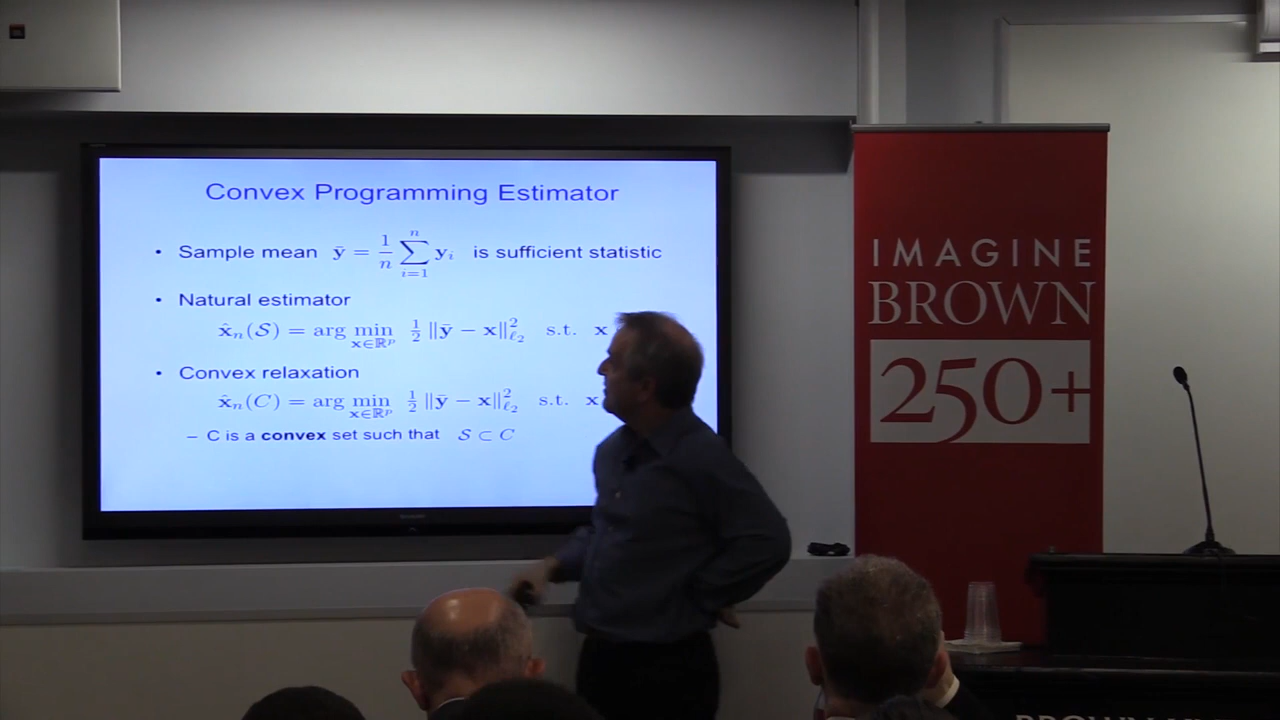 Convex Programming Estimator
• Sample mean ȳ = 1/n ∑_{i=1}^{n} y_i is sufficient statistic
• Natural estimator
x̂_n(𝒮) = arg min_{x∈ℝ^p} ½ ‖ȳ − x‖²_{ℓ₂} s.t. x
• Convex relaxation
x̂_n(C) = arg min_{x∈ℝ^p} ½ ‖ȳ − x‖²_{ℓ₂} s.t. x
– C is a convex set such that 𝒮 ⊂ C
IMAGINE
BROWN
250+